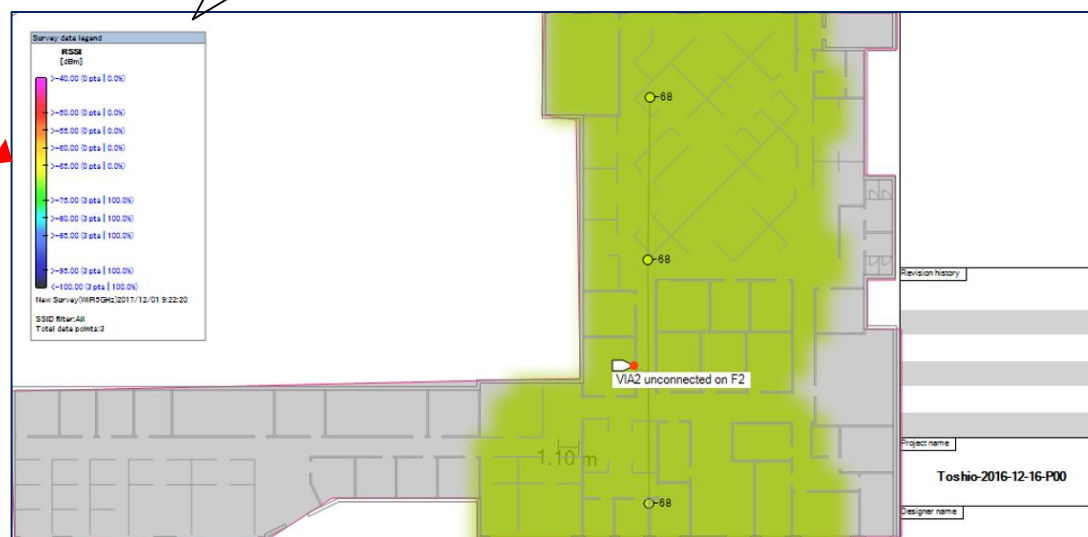 Survey data legend
RSSI
[dBm]
>-40.00 (0 pts | 0.0%)
>-50.00 (0 pts | 0.0%)
>-55.00 (0 pts | 0.0%)
>-60.00 (0 pts | 0.0%)
>-65.00 (0 pts | 0.0%)
>-75.00 (3 pts | 100.0%)
>-80.00 (3 pts | 100.0%)
>-85.00 (3 pts | 100.0%)
>-95.00 (3 pts | 100.0%)
<-100.00 (3 pts | 100.0%)
New Survey(WiFi5GHz)2017/12/01 9:22:20
SSID filter:All
Total data points:3
-68
-68
VIA2 unconnected on F2
1.10 m
-68
Revision history
Project name
Toshio-2016-12-16-P00
Designer name